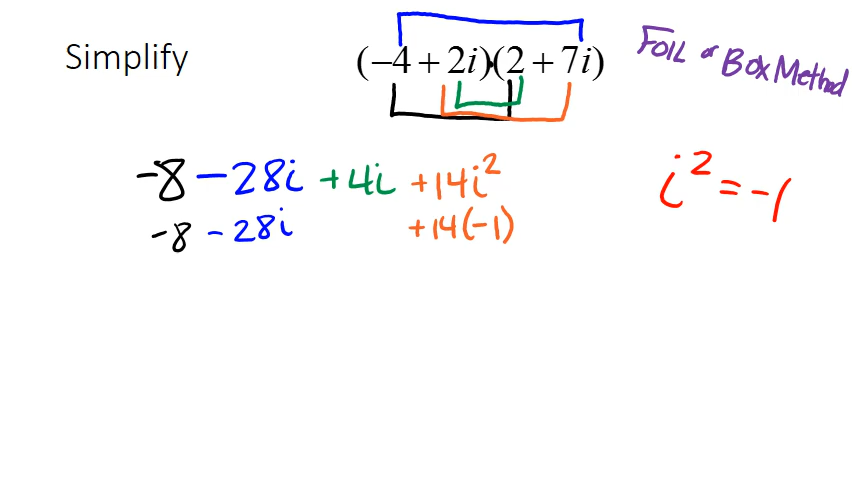 Simplify (−4 + 2i)·(2 + 7i) FOIL or Box Method
-8 - 28i + 4i + 14i² i² = -1
-8 - 28i + 14(-1)